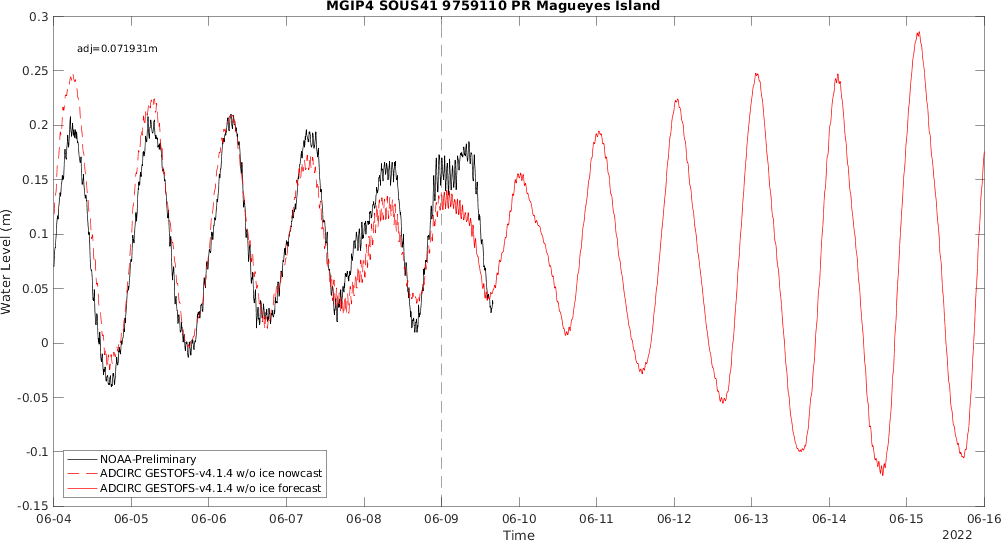 MGIP4 SOUS41 9759110 PR Magueyes Island
adj=0.071931m
0.3
0.25
0.2
0.15
0.1
0.05
0
-0.05
-0.1
-0.15
Water Level (m)
NOAA-Preliminary
ADCIRC GESTOFS-v4.1.4 w/o ice nowcast
ADCIRC GESTOFS-v4.1.4 w/o ice forecast
06-04 06-05 06-06 06-07 06-08 06-09 06-10 06-11 06-12 06-13 06-14 06-15 06-16
Time
2022